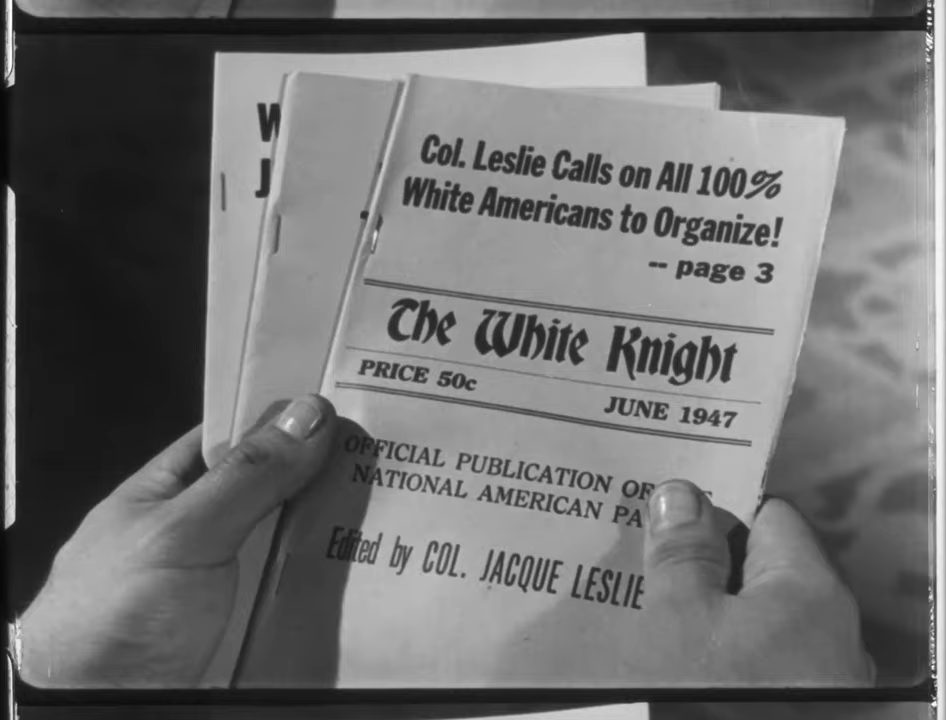 W
J
Col. Leslie Calls on All 100%
White Americans to Organize!
-- page 3
The White Knight
PRICE 50c
JUNE 1947
OFFICIAL PUBLICATION OF
NATIONAL AMERICAN PA
Edited by COL. JACQUE LESLIE